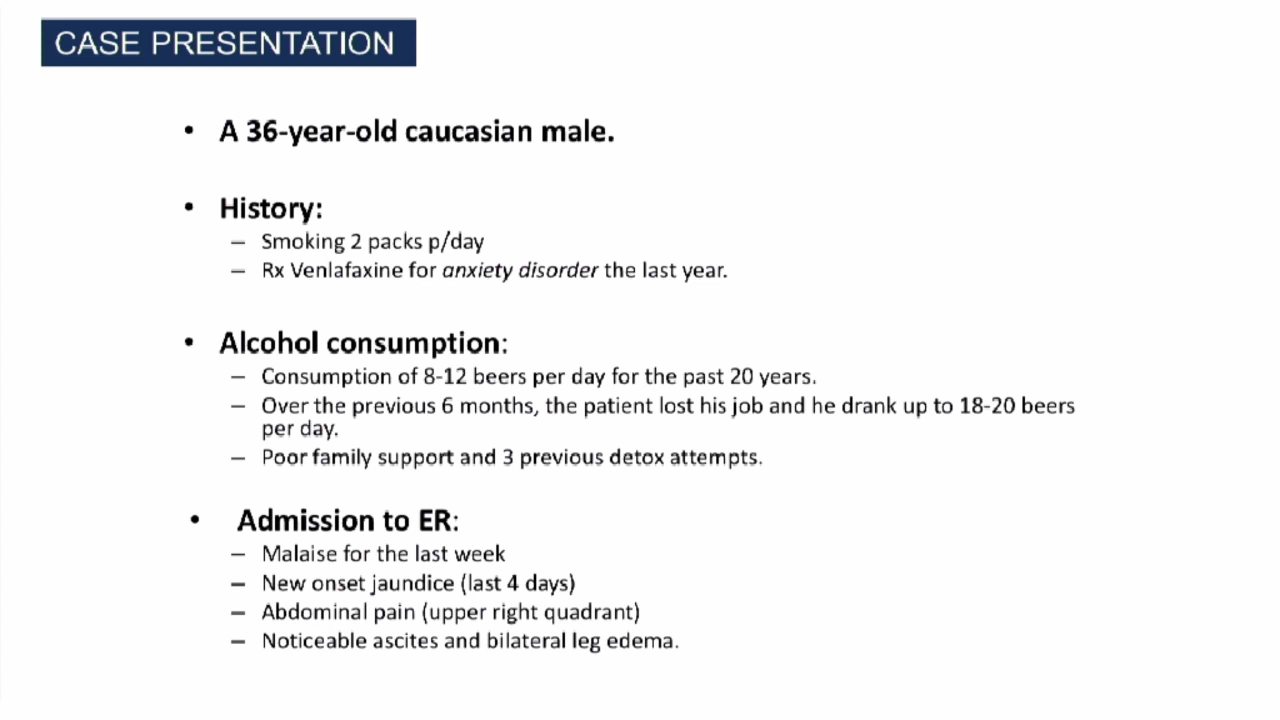 CASE PRESENTATION
• A 36-year-old caucasian male.
• History:
– Smoking 2 packs p/day
– Rx Venlafaxine for anxiety disorder the last year.
• Alcohol consumption:
– Consumption of 8-12 beers per day for the past 20 years.
– Over the previous 6 months, the patient lost his job and he drank up to 18-20 beers
per day.
– Poor family support and 3 previous detox attempts.
• Admission to ER:
– Malaise for the last week
– New onset jaundice (last 4 days)
– Abdominal pain (upper right quadrant)
– Noticeable ascites and bilateral leg edema.